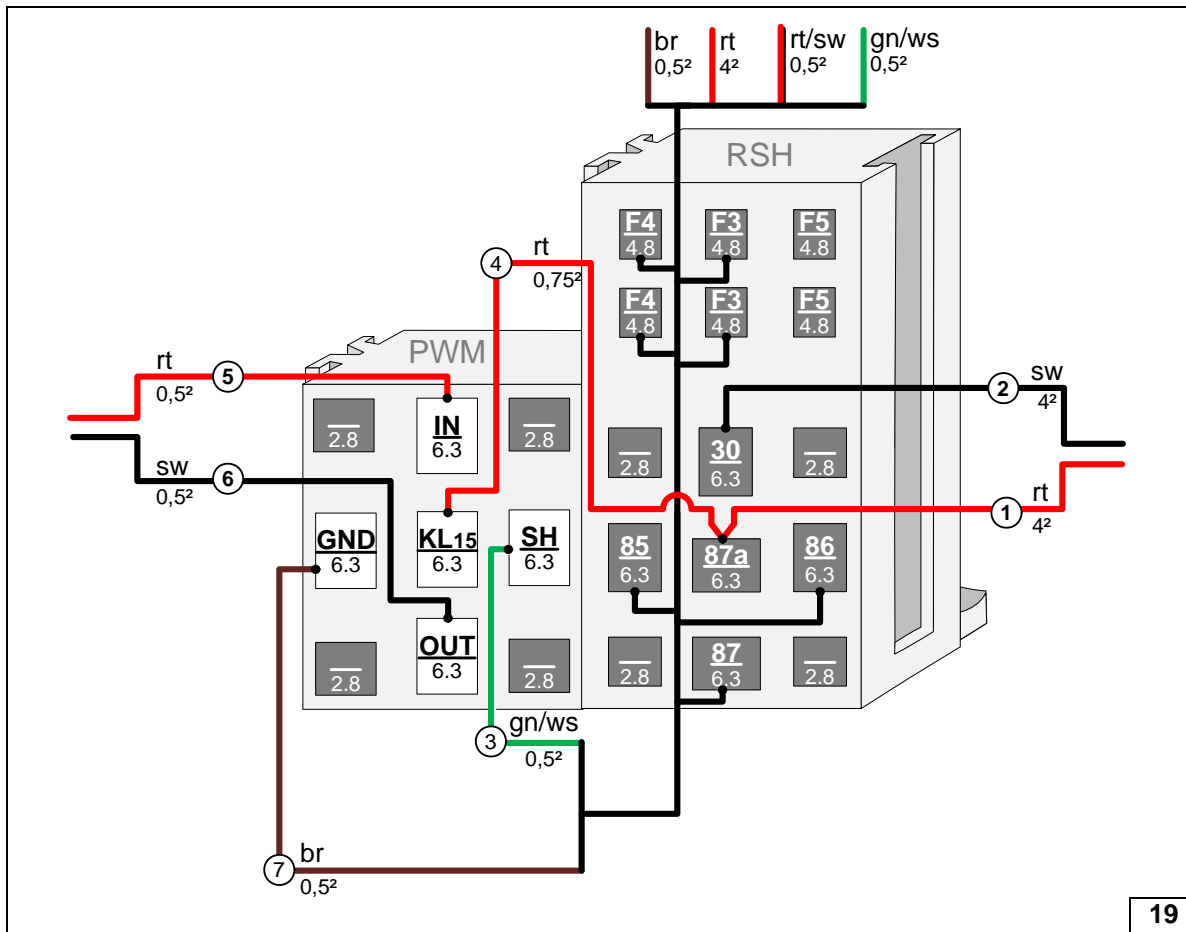 br rt rt/sw gn/ws
0,5² 4² 0,5² 0,5²
RSH
F4 F3 F5
4.8 4.8 4.8
4 rt
0,75²
F4 F3 F5
4.8 4.8 4.8
PWM
rt 5
0,5²
2 sw
4²
IN
2.8 6.3 2.8
30
2.8 6.3 2.8
sw 6
0,5²
1 rt
4²
GND KL15 SH
6.3 6.3 6.3
85 87a 86
6.3 6.3 6.3
OUT
2.8 6.3 2.8
87
2.8 6.3 2.8
3 gn/ws
0,5²
7 br
0,5²
19